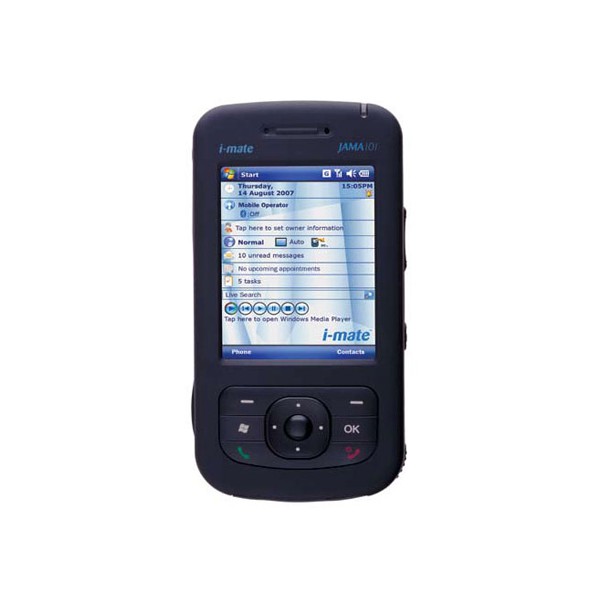 i-mate JAMA101
Start G
Thursday, 15:05PM
14 August 2007
Mobile Operator
Off
Tap here to set owner information
Normal Auto
10 unread messages
No upcoming appointments
5 tasks
Live Search
Tap here to open Windows Media Player
i-mate™
Phone Contacts
OK